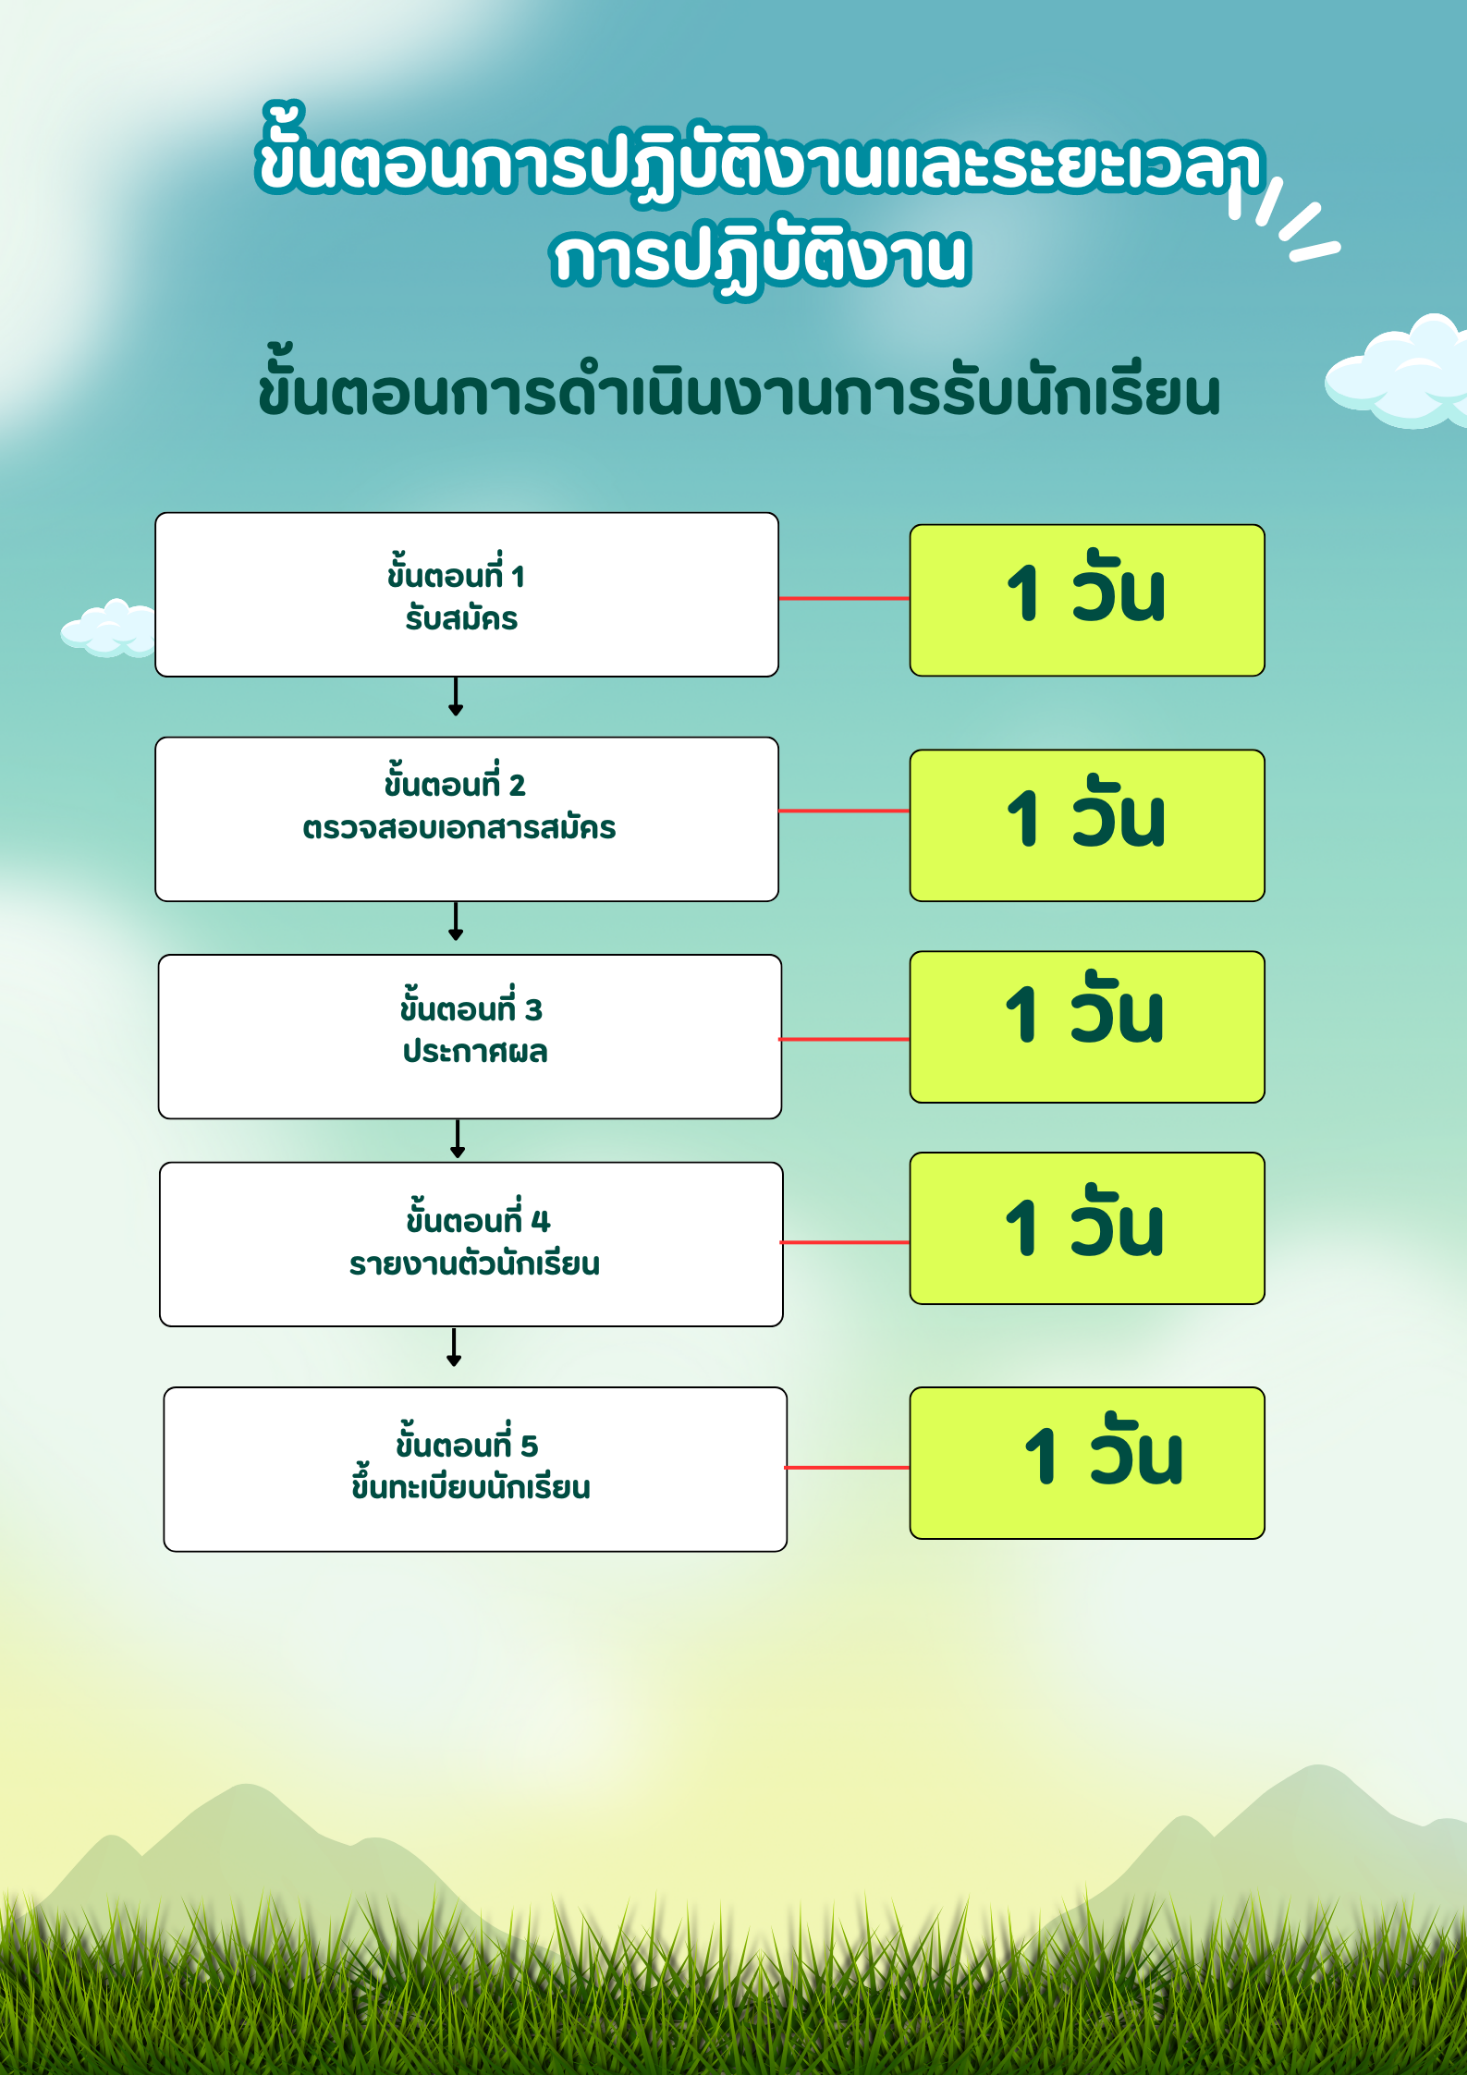 ขั้นตอนการปฏิบัติงานและระยะเวลา
การปฏิบัติงาน
ขั้นตอนการดำเนินงานการรับนักเรียน
ขั้นตอนที่ 1
รับสมัคร
1 วัน
ขั้นตอนที่ 2
ตรวจสอบเอกสารสมัคร
1 วัน
ขั้นตอนที่ 3
ประกาศผล
1 วัน
ขั้นตอนที่ 4
รายงานตัวนักเรียน
1 วัน
ขั้นตอนที่ 5
ขึ้นทะเบียบนักเรียน
1 วัน